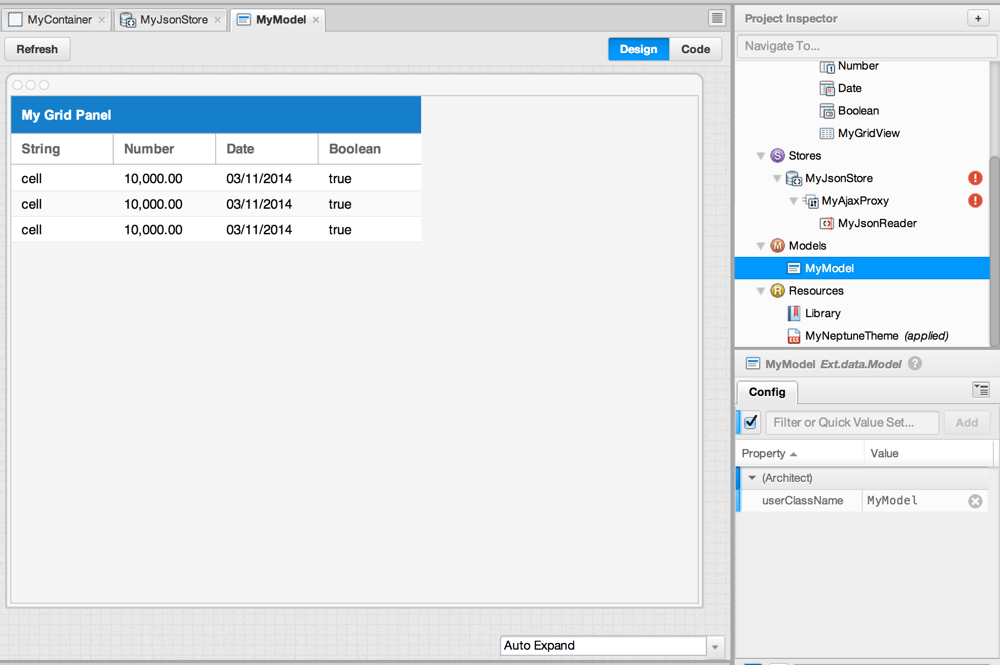 MyContainer
MyJsonStore
MyModel
Refresh
Design
Code
My Grid Panel
String Number Date Boolean
cell 10,000.00 03/11/2014 true
cell 10,000.00 03/11/2014 true
cell 10,000.00 03/11/2014 true
Auto Expand
Project Inspector
+
Navigate To...
Number
Date
Boolean
MyGridView
Stores
MyJsonStore
MyAjaxProxy
MyJsonReader
Models
MyModel
Resources
Library
MyNeptuneTheme (applied)
MyModel Ext.data.Model ?
Config
Filter or Quick Value Set...
Add
Property Value
(Architect)
userClassName MyModel